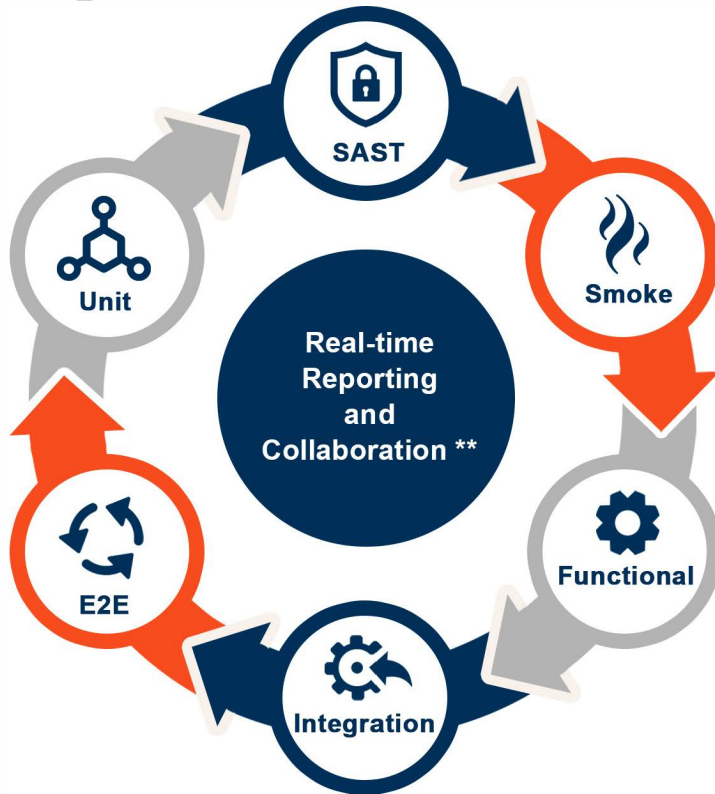 SAST
Smoke
Functional
Integration
E2E
Unit
Real-time
Reporting
and
Collaboration **